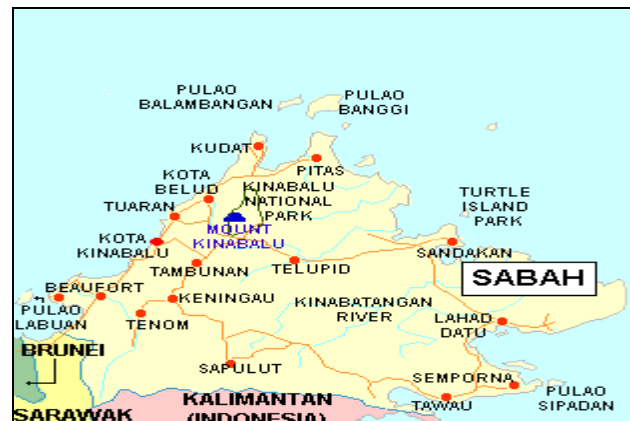 PULAO
BALAMBANGAN
PULAO
BANGGI
KUDAT
PITAS
KOTA
BELUD
KINABALU
NATIONAL
PARK
TUARAN
TURTLE
ISLAND
PARK
MOUNT
KINABALU
KOTA
KINABALU
SANDAKAN
TAMBUNAN
TELUPID
SABAH
BEAUFORT
KENINGAU
KINABATANGAN
RIVER
PULAO
LABUAN
TENOM
LAHAD
DATU
BRUNEI
SAPULUT
SEMPORNA
PULAO
SIPADAN
TAWAU
KALIMANTAN
(INDONESIA)
SARAWAK